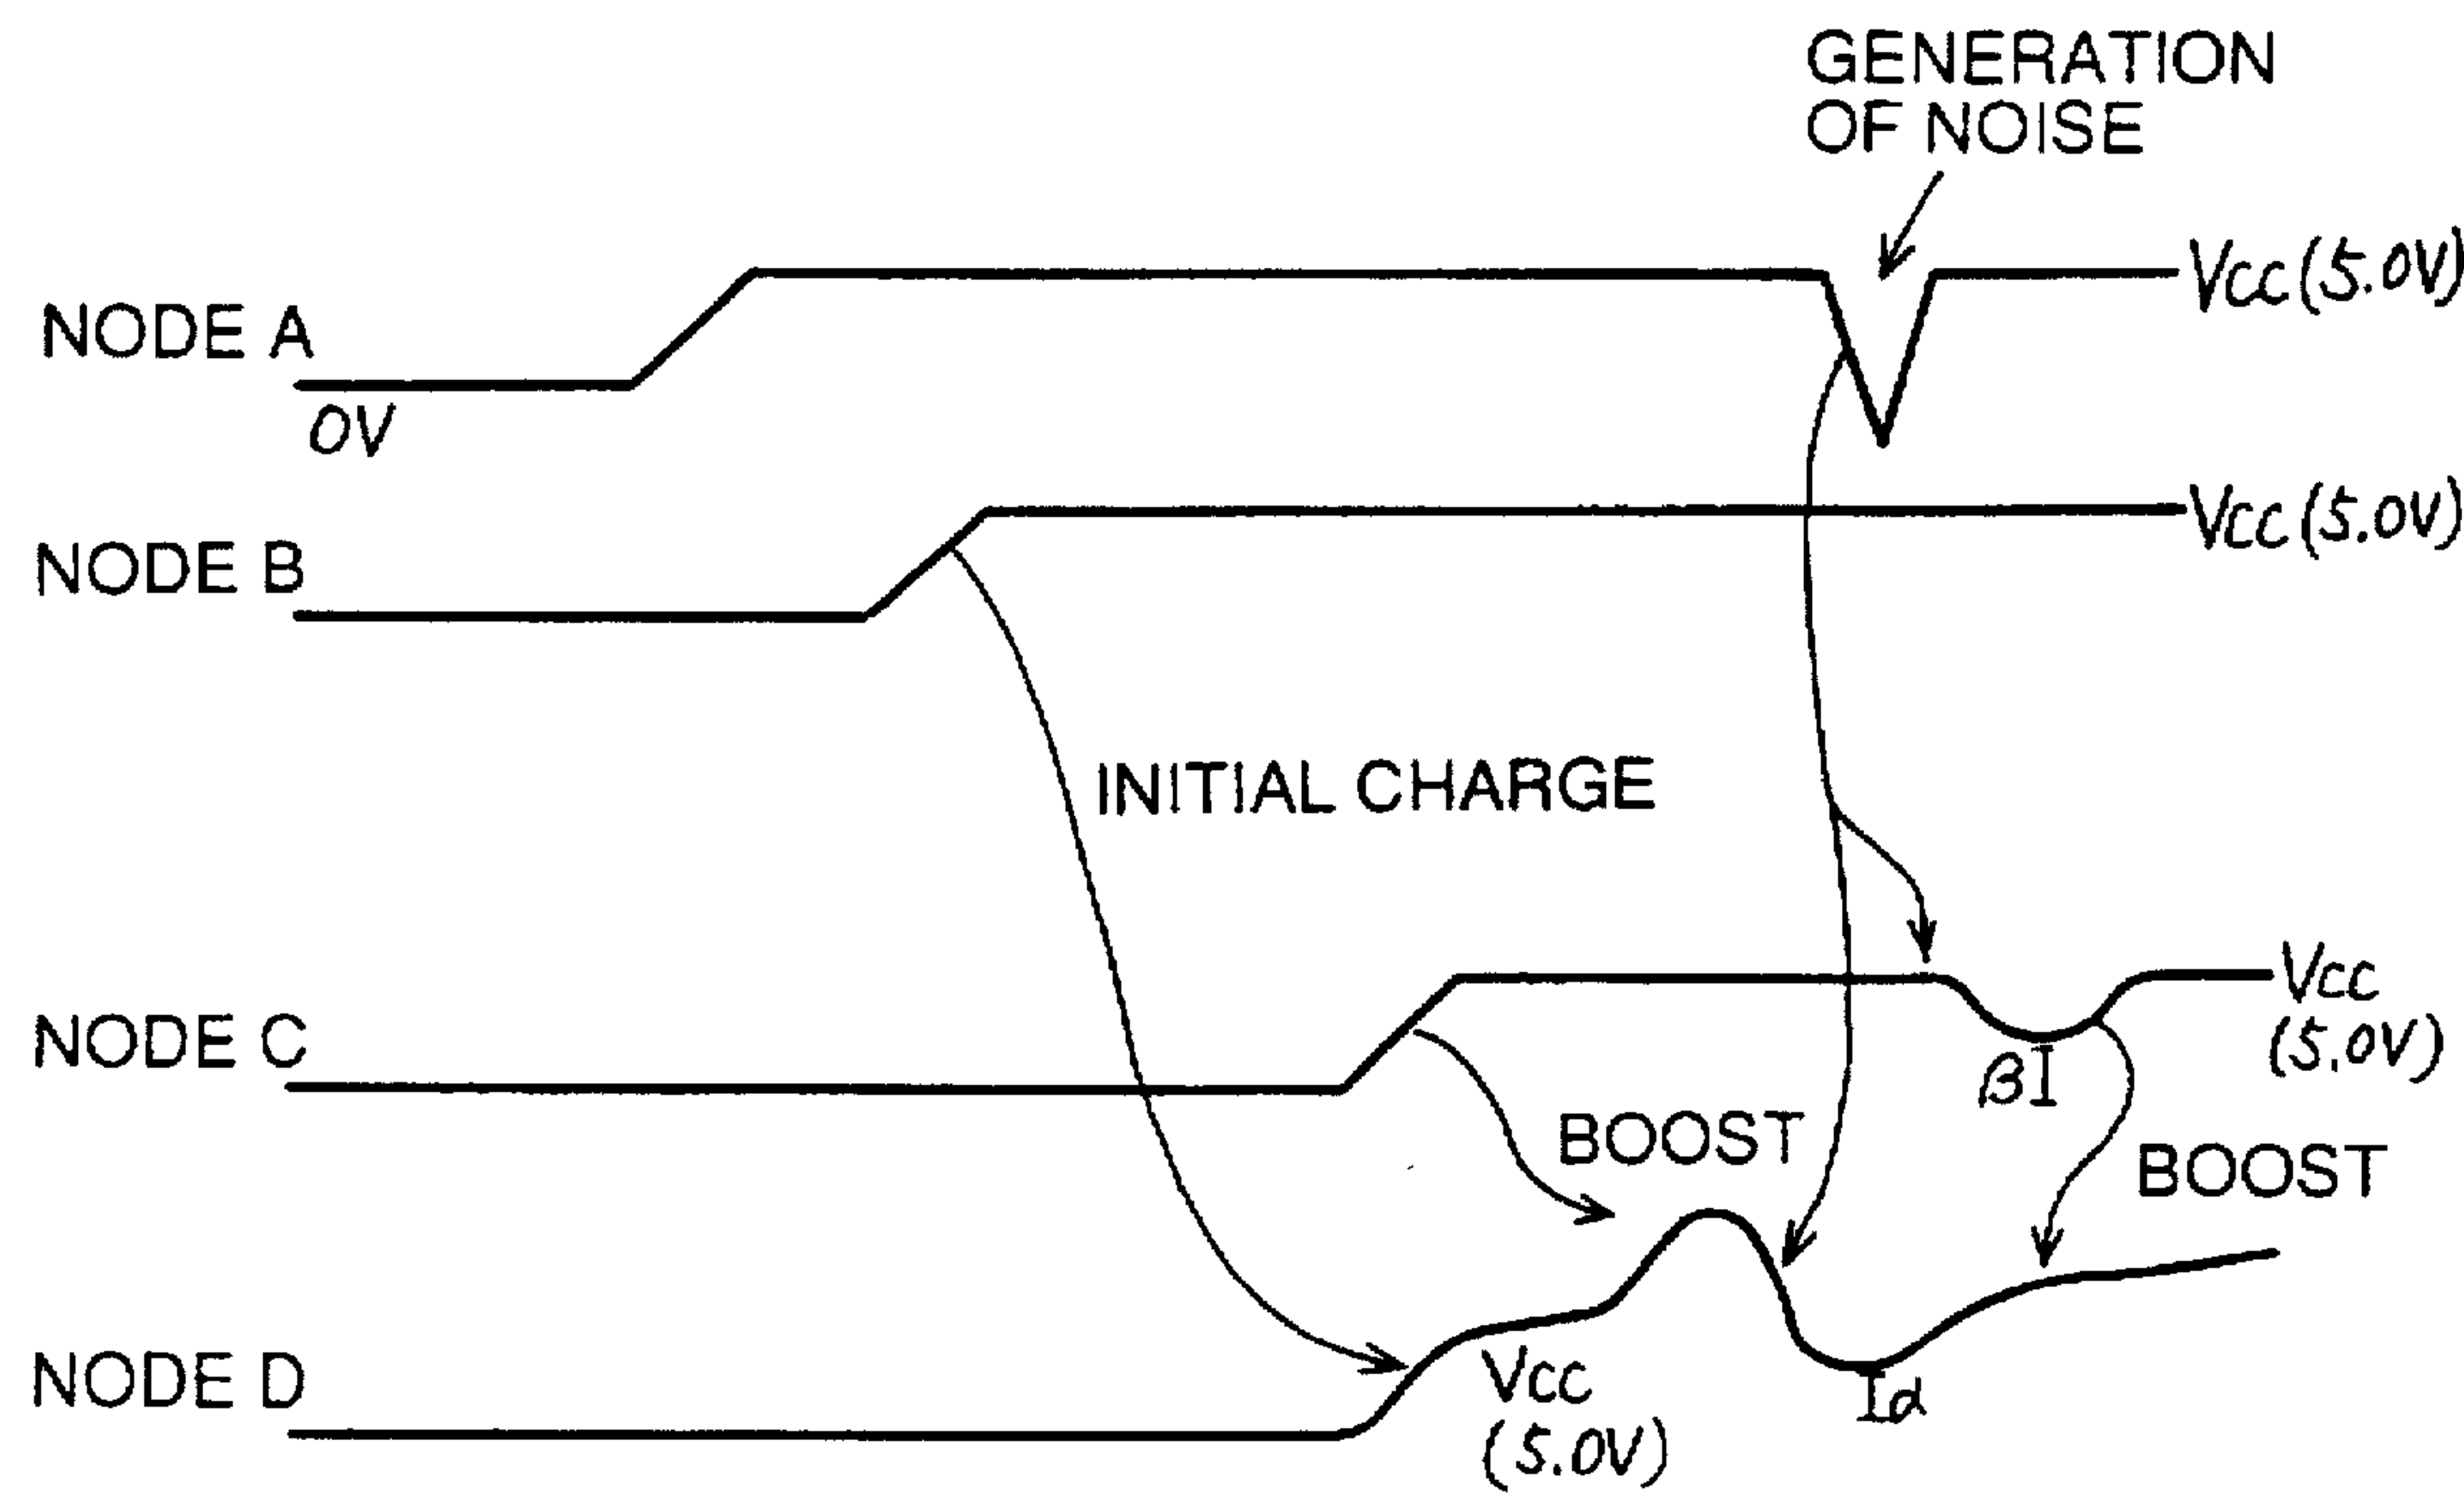 GENERATION
OF NOISE
NODE A
0V
Vcc(5.0V)
NODE B
Vcc(5.0V)
INITIAL CHARGE
NODE C
Vcc
(5.0V)
βI
BOOST
BOOST
NODE D
Vcc
(5.0V)
Iα